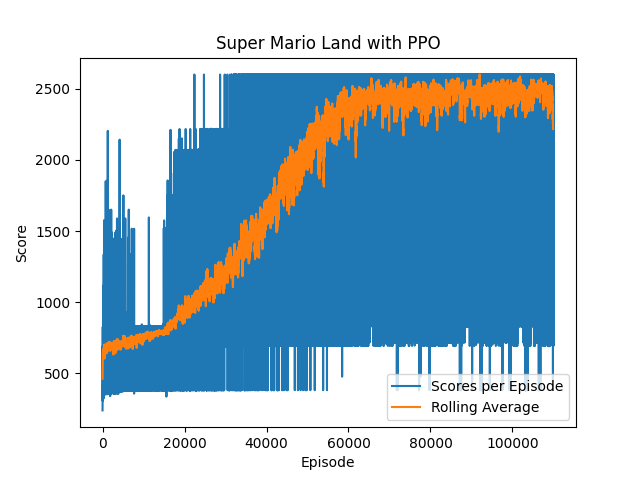 Super Mario Land with PPO
Score
2500
2000
1500
1000
500
0
20000
40000
60000
80000
100000
Episode
Scores per Episode
Rolling Average